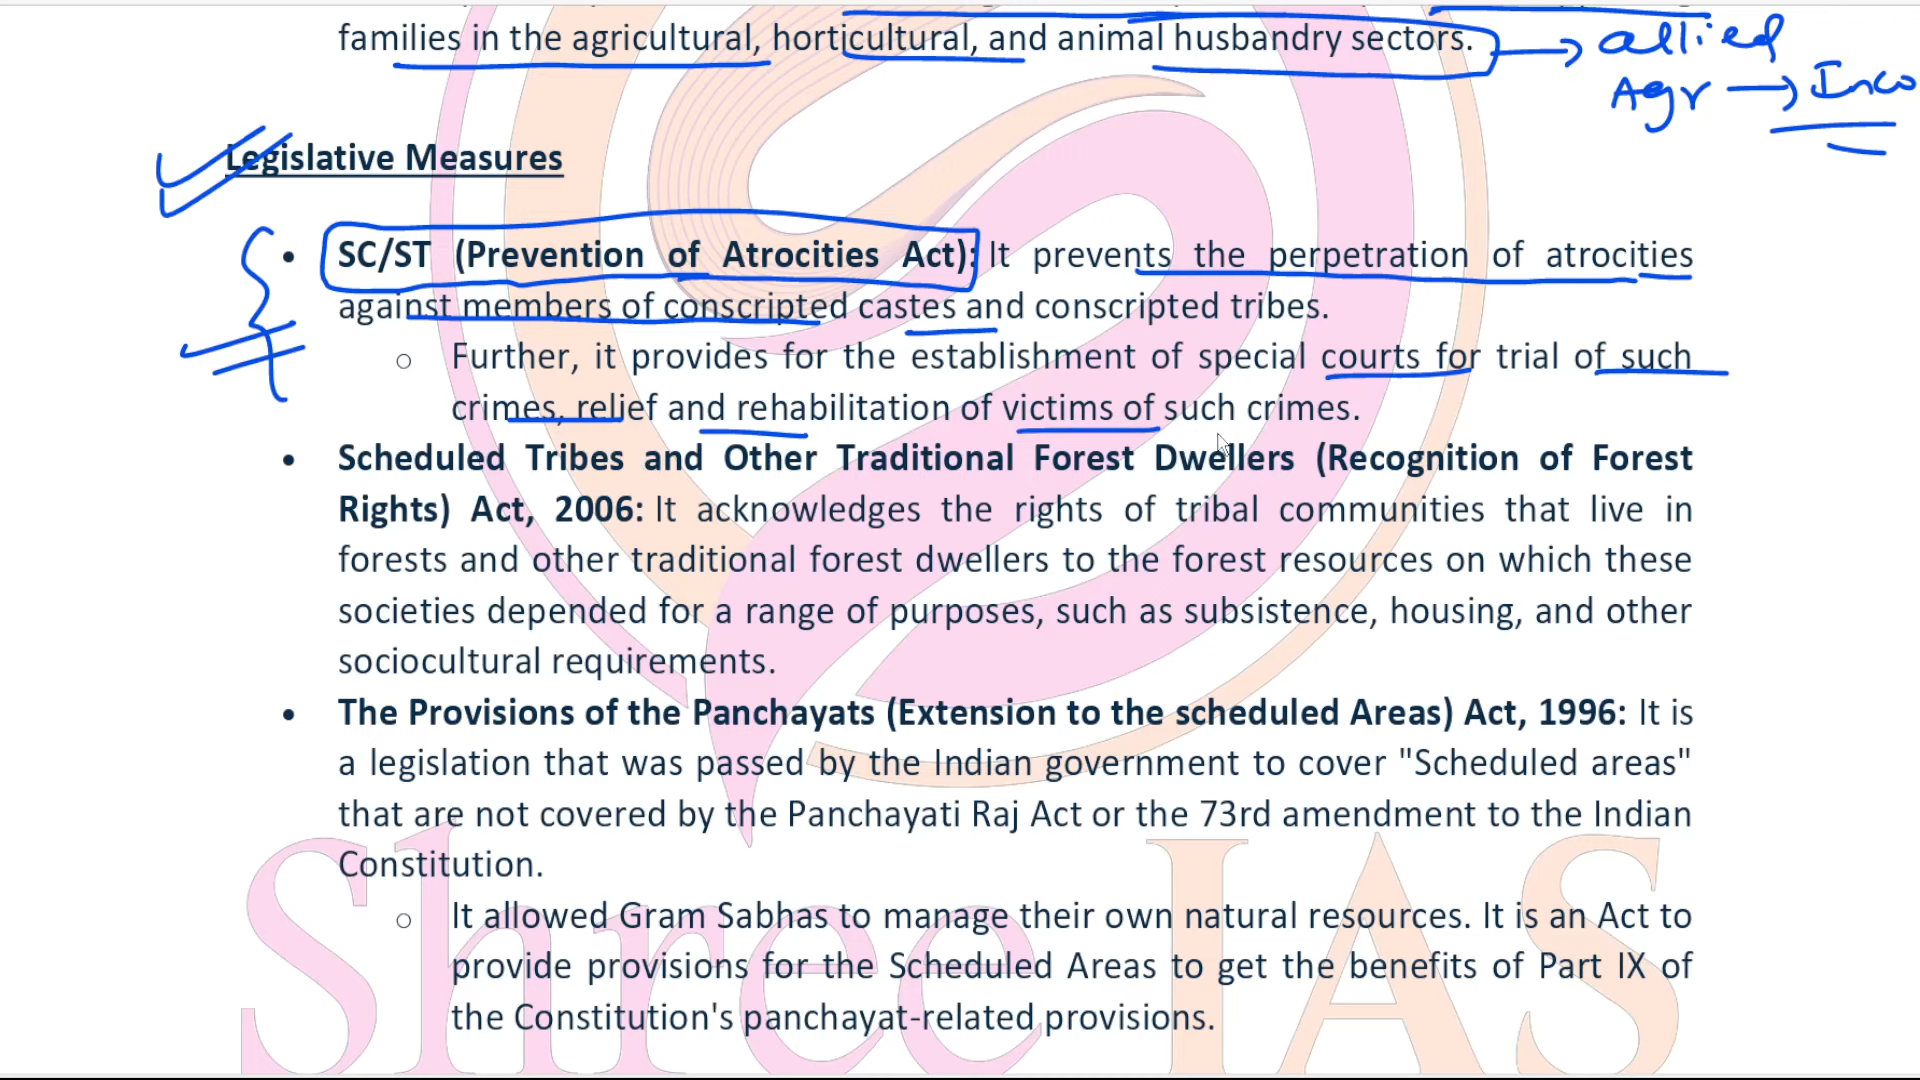 families in the agricultural, horticultural, and animal husbandry sectors.
allied
Agr → Inco
Legislative Measures
• SC/ST (Prevention of Atrocities Act): It prevents the perpetration of atrocities
against members of conscripted castes and conscripted tribes.
o Further, it provides for the establishment of special courts for trial of such
crimes, relief and rehabilitation of victims of such crimes.
• Scheduled Tribes and Other Traditional Forest Dwellers (Recognition of Forest
Rights) Act, 2006: It acknowledges the rights of tribal communities that live in
forests and other traditional forest dwellers to the forest resources on which these
societies depended for a range of purposes, such as subsistence, housing, and other
sociocultural requirements.
• The Provisions of the Panchayats (Extension to the scheduled Areas) Act, 1996: It is
a legislation that was passed by the Indian government to cover "Scheduled areas"
that are not covered by the Panchayati Raj Act or the 73rd amendment to the Indian
Constitution.
o It allowed Gram Sabhas to manage their own natural resources. It is an Act to
provide provisions for the Scheduled Areas to get the benefits of Part IX of
the Constitution's panchayat-related provisions.
Shree IAS